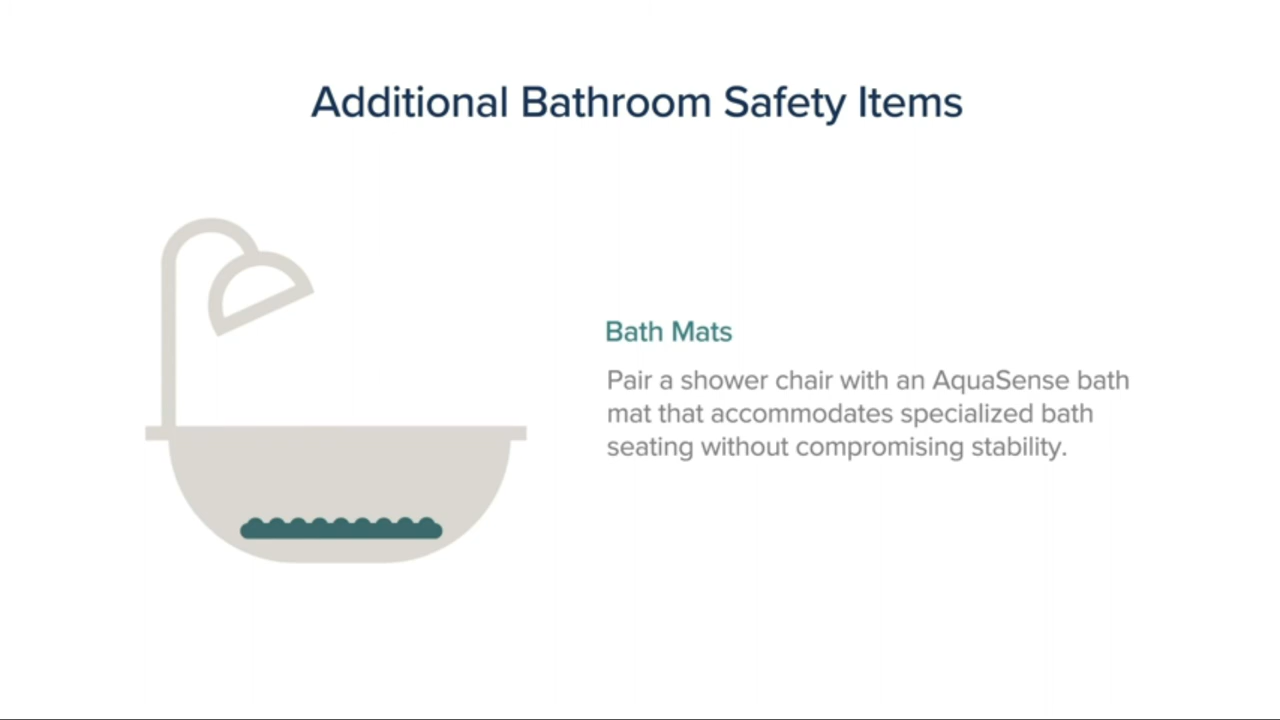 Additional Bathroom Safety Items
Bath Mats
Pair a shower chair with an AquaSense bath
mat that accommodates specialized bath
seating without compromising stability.